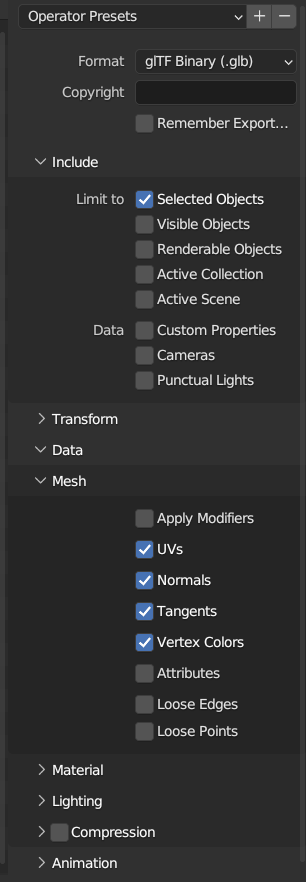 Operator Presets
Format glTF Binary (.glb)
Copyright
Remember Export...
Include
Limit to Selected Objects
Visible Objects
Renderable Objects
Active Collection
Active Scene
Data Custom Properties
Cameras
Punctual Lights
Transform
Data
Mesh
Apply Modifiers
UVs
Normals
Tangents
Vertex Colors
Attributes
Loose Edges
Loose Points
Material
Lighting
Compression
Animation